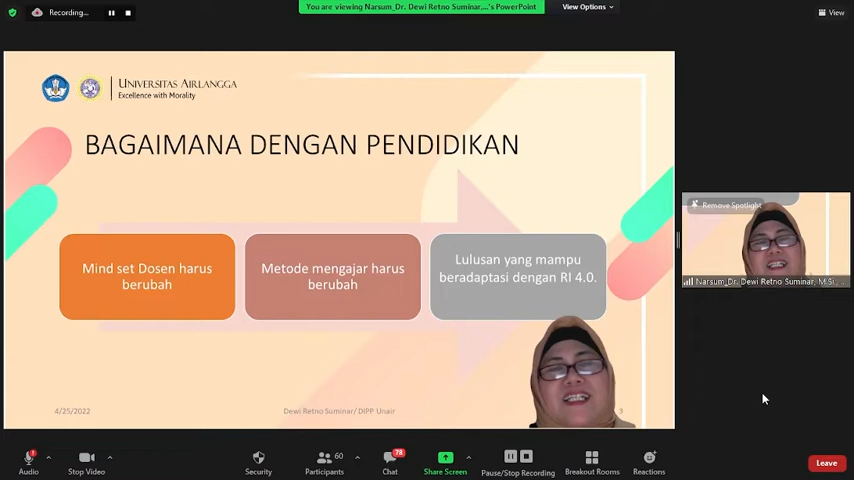 Recording...
You are viewing Narsum_Dr. Dewi Retno Suminar,...'s PowerPoint
View Options
View
UNIVERSITAS AIRLANGGA
Excellence with Morality
BAGAIMANA DENGAN PENDIDIKAN
Mind set Dosen harus
berubah
Metode mengajar harus
berubah
Lulusan yang mampu
beradaptasi dengan RI 4.0.
4/25/2022
Dewi Retno Suminar/ DIPP Unair
3
Remove Spotlight
Narsum_Dr. Dewi Retno Suminar, M.Si., ...
Audio
Stop Video
Security
60
Participants
78
Chat
Share Screen
Pause/Stop Recording
Breakout Rooms
Reactions
Leave